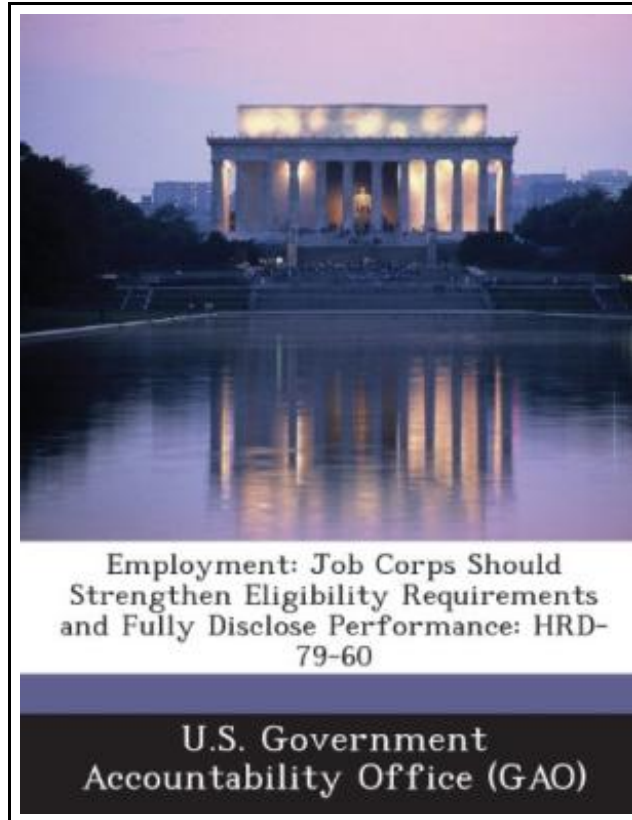 Employment: Job Corps Should
Strengthen Eligibility Requirements
and Fully Disclose Performance: HRD-
79-60
U.S. Government
Accountability Office (GAO)